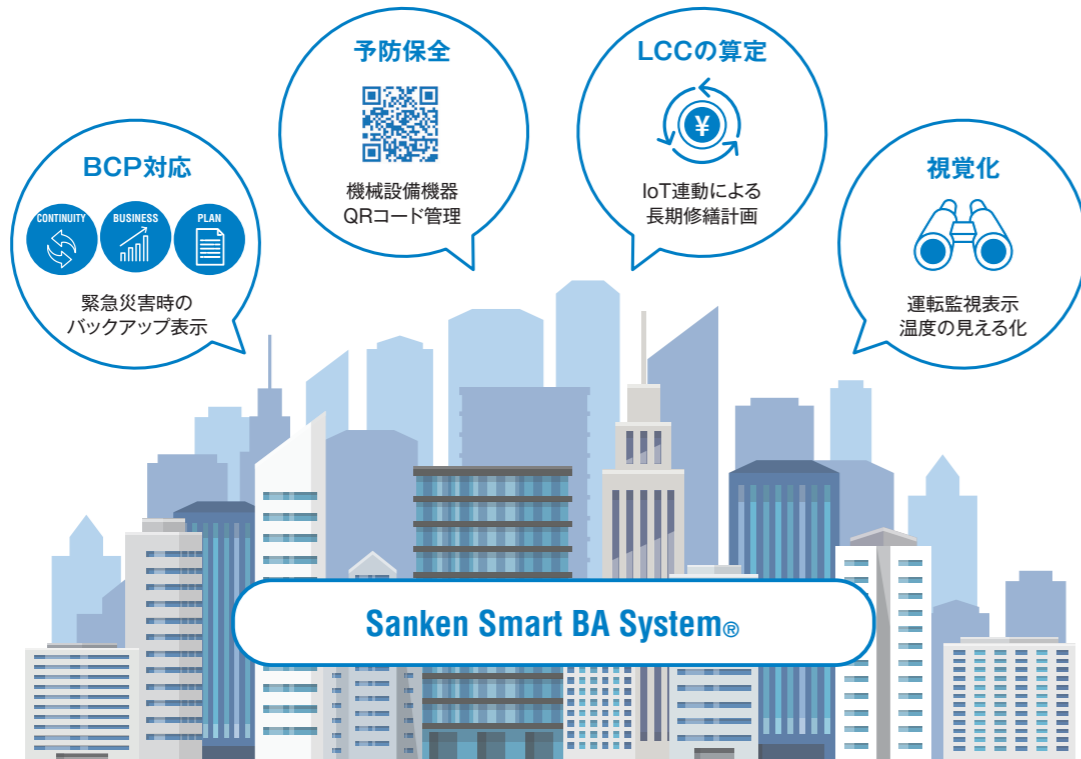 BCP対応
CONTINUITY
BUSINESS
PLAN
緊急災害時の
バックアップ表示
予防保全
機械設備機器
QRコード管理
LCCの算定
¥
IoT連動による
長期修繕計画
視覚化
運転監視表示
温度の見える化
Sanken Smart BA System®